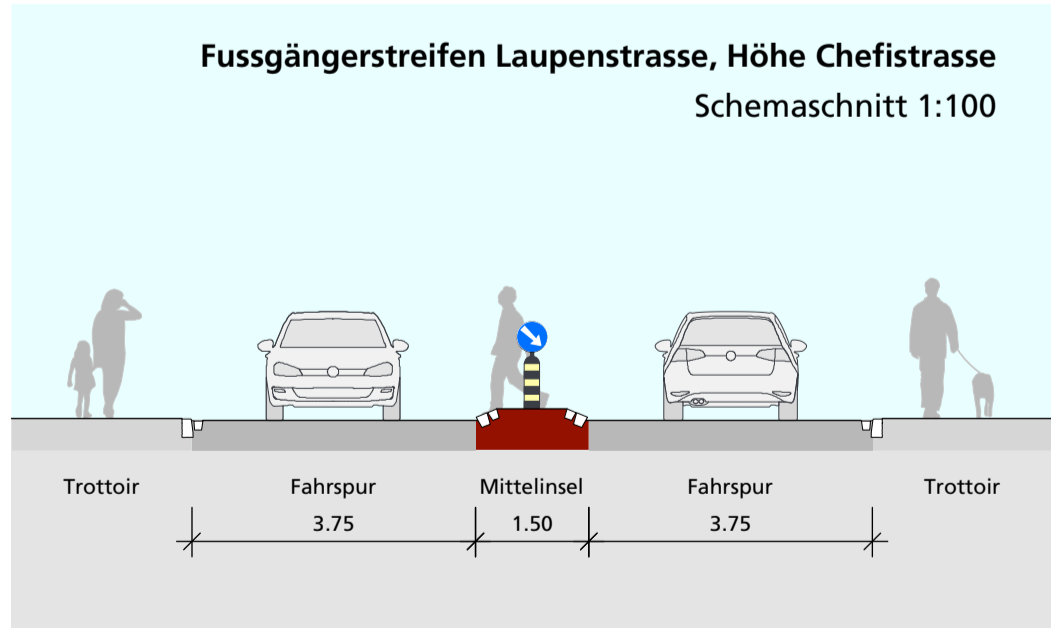 Fussgängerstreifen Laupenstrasse, Höhe Chefistrasse
Schemaschnitt 1:100
Trottoir Fahrspur Mittelinsel Fahrspur Trottoir
3.75 1.50 3.75